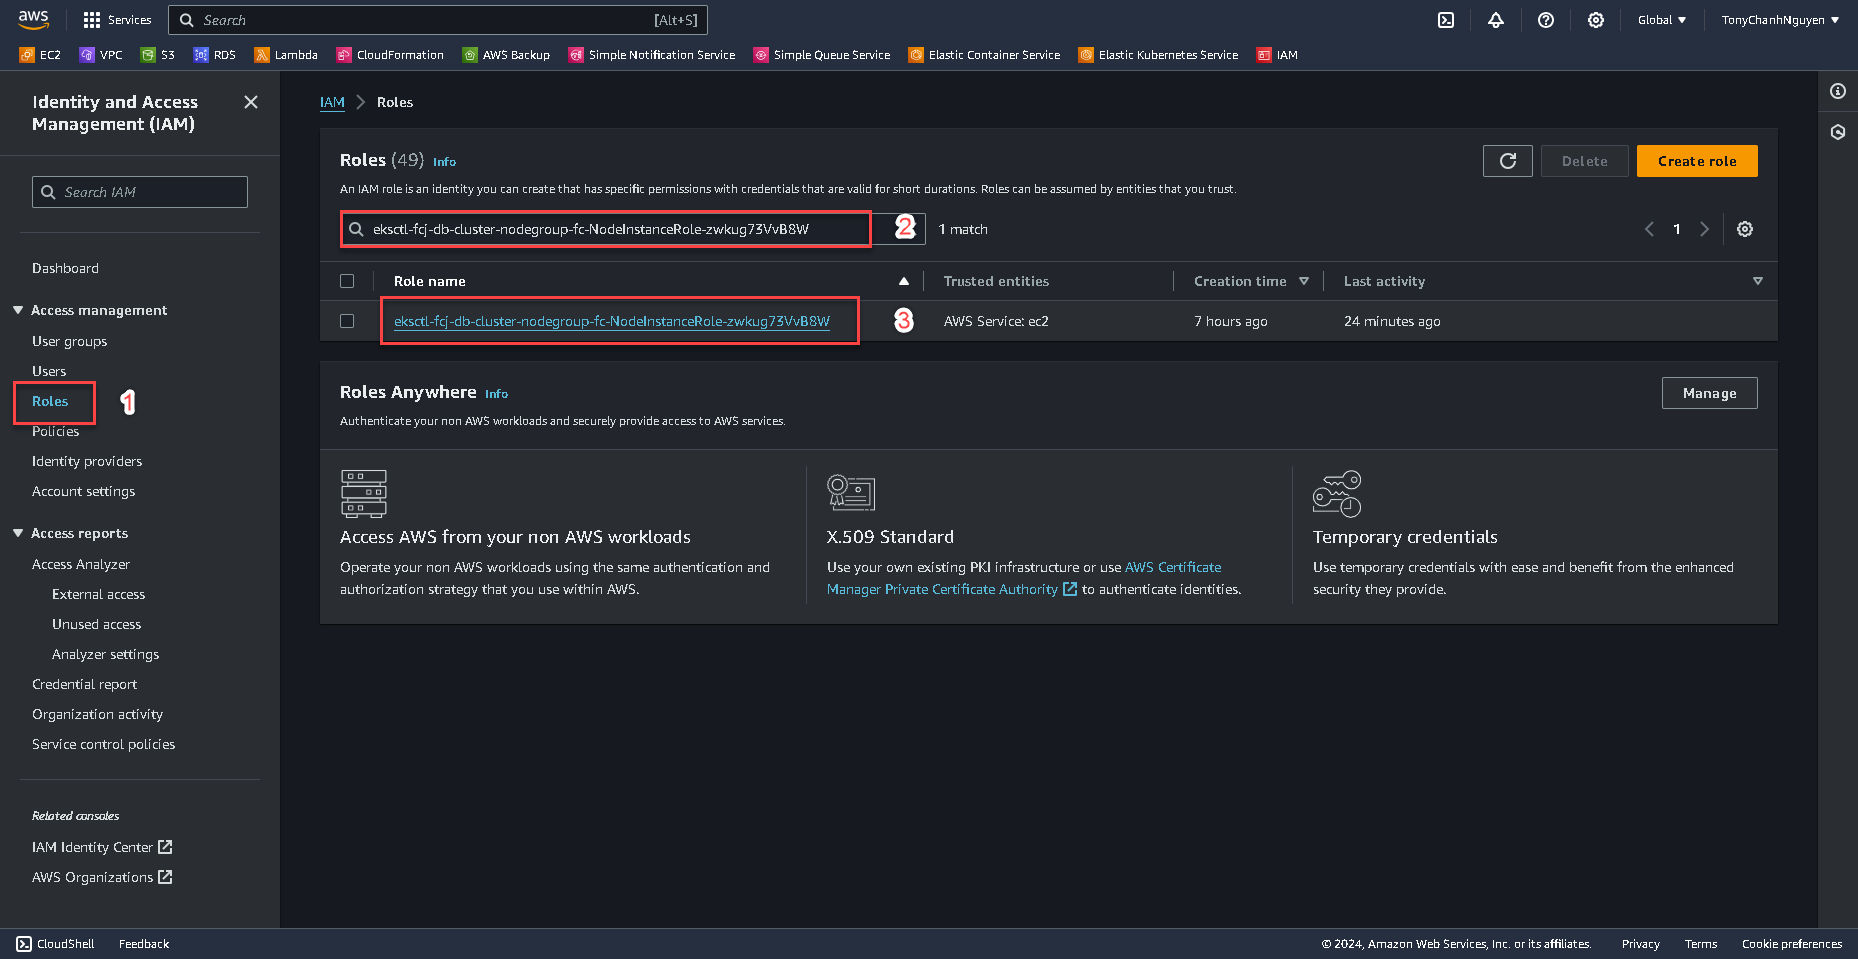 aws
Services
Search
[Alt+S]
Global
TonyChanhNguyen
EC2
VPC
S3
RDS
Lambda
CloudFormation
AWS Backup
Simple Notification Service
Simple Queue Service
Elastic Container Service
Elastic Kubernetes Service
IAM
Identity and Access
Management (IAM)
Search IAM
Dashboard
Access management
User groups
Users
Roles
1
Policies
Identity providers
Account settings
Access reports
Access Analyzer
External access
Unused access
Analyzer settings
Credential report
Organization activity
Service control policies
Related consoles
IAM Identity Center
AWS Organizations
IAM
Roles
Roles (49) Info
Delete
Create role
An IAM role is an identity you can create that has specific permissions with credentials that are valid for short durations. Roles can be assumed by entities that you trust.
eksctl-fcj-db-cluster-nodegroup-fc-NodeInstanceRole-zwkug73VvB8W
2
1 match
1
Role name
Trusted entities
Creation time
Last activity
eksctl-fcj-db-cluster-nodegroup-fc-NodeInstanceRole-zwkug73VvB8W
3
AWS Service: ec2
7 hours ago
24 minutes ago
Roles Anywhere Info
Manage
Authenticate your non AWS workloads and securely provide access to AWS services.
Access AWS from your non AWS workloads
Operate your non AWS workloads using the same authentication and
authorization strategy that you use within AWS.
X.509 Standard
Use your own existing PKI infrastructure or use AWS Certificate
Manager Private Certificate Authority to authenticate identities.
Temporary credentials
Use temporary credentials with ease and benefit from the enhanced
security they provide.
CloudShell
Feedback
© 2024, Amazon Web Services, Inc. or its affiliates.
Privacy
Terms
Cookie preferences